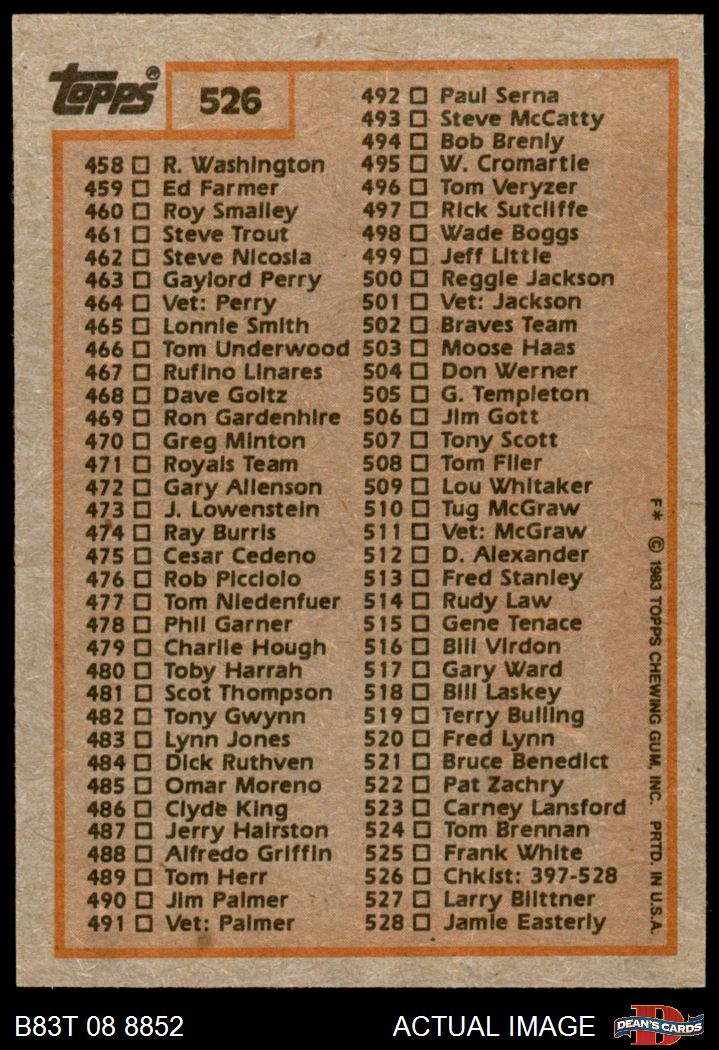 Topps®
526
458 □ R. Washington
459 □ Ed Farmer
460 □ Roy Smalley
461 □ Steve Trout
462 □ Steve Nicosia
463 □ Gaylord Perry
464 □ Vet: Perry
465 □ Lonnie Smith
466 □ Tom Underwood
467 □ Rufino Linares
468 □ Dave Goltz
469 □ Ron Gardenhire
470 □ Greg Minton
471 □ Royals Team
472 □ Gary Allenson
473 □ J. Lowenstein
474 □ Ray Burris
475 □ Cesar Cedeno
476 □ Rob Picciolo
477 □ Tom Niedenfuer
478 □ Phil Garner
479 □ Charlie Hough
480 □ Toby Harrah
481 □ Scot Thompson
482 □ Tony Gwynn
483 □ Lynn Jones
484 □ Dick Ruthven
485 □ Omar Moreno
486 □ Clyde King
487 □ Jerry Hairston
488 □ Alfredo Griffin
489 □ Tom Herr
490 □ Jim Palmer
491 □ Vet: Palmer
492 □ Paul Serna
493 □ Steve McCatty
494 □ Bob Brenly
495 □ W. Cromartie
496 □ Tom Veryzer
497 □ Rick Sutcliffe
498 □ Wade Boggs
499 □ Jeff Little
500 □ Reggie Jackson
501 □ Vet: Jackson
502 □ Braves Team
503 □ Moose Haas
504 □ Don Werner
505 □ G. Templeton
506 □ Jim Gott
507 □ Tony Scott
508 □ Tom Filer
509 □ Lou Whitaker
510 □ Tug McGraw
511 □ Vet: McGraw
512 □ D. Alexander
513 □ Fred Stanley
514 □ Rudy Law
515 □ Gene Tenace
516 □ Bill Virdon
517 □ Gary Ward
518 □ Bill Laskey
519 □ Terry Bulling
520 □ Fred Lynn
521 □ Bruce Benedict
522 □ Pat Zachry
523 □ Carney Lansford
524 □ Tom Brennan
525 □ Frank White
526 □ Chklst: 397-528
527 □ Larry Biittner
528 □ Jamie Easterly
F* © 1983 TOPPS CHEWING GUM, INC. PRTD. IN U.S.A.
B83T 08 8852
ACTUAL IMAGE
D
DEAN'S CARDS